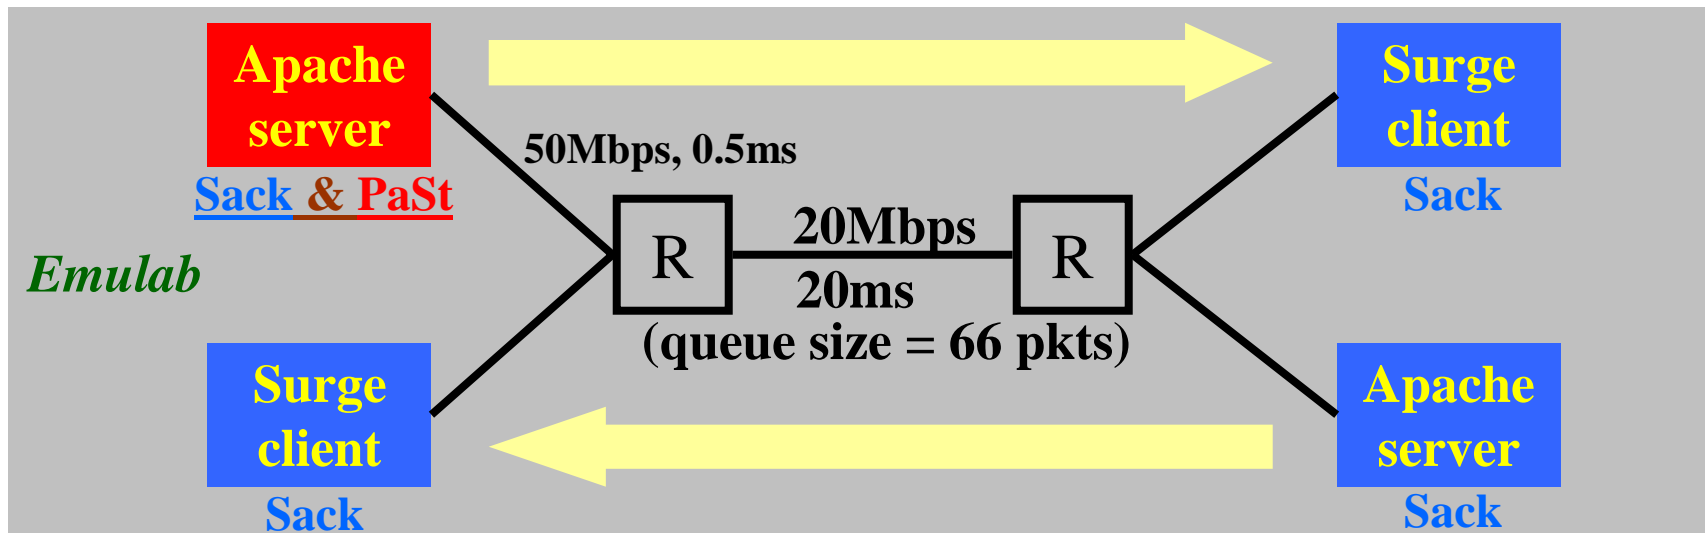 Apache
server
Sack & PaSt
Surge
client
Sack
50Mbps, 0.5ms
R
20Mbps
20ms
R
(queue size = 66 pkts)
Emulab
Surge
client
Sack
Apache
server
Sack